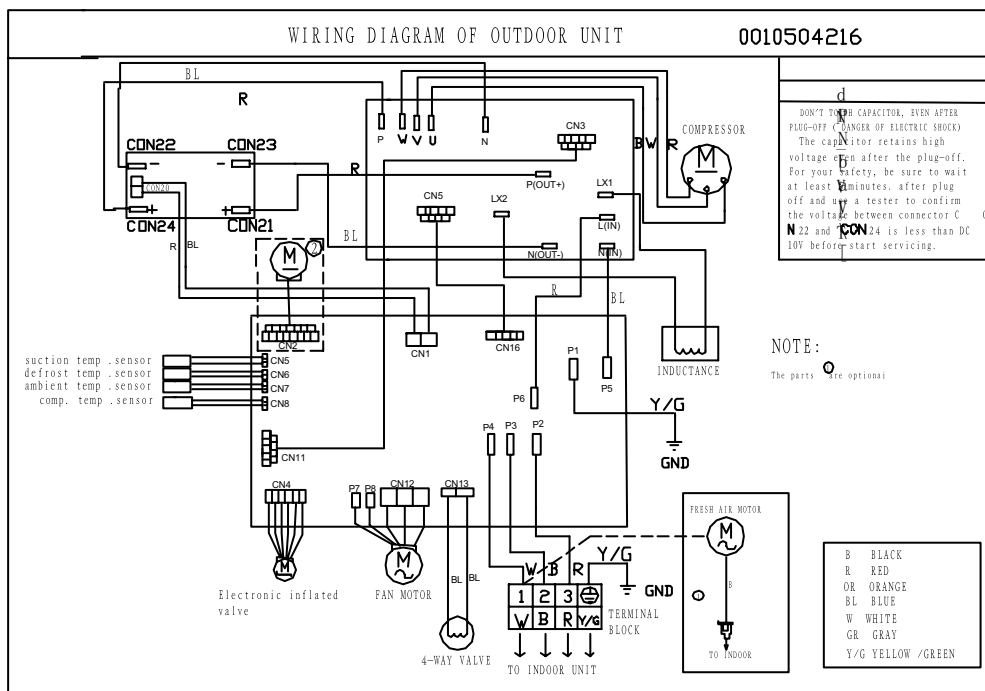 WIRING DIAGRAM OF OUTDOOR UNIT 0010504216
BL
R
P W V U N
CN3
B W R
COMPRESSOR
M
DON'T CAPACITOR, EVEN AFTER
PLUG-OFF ( DANGER OF ELECTRIC SHOCK)
The capacitor retains high
voltage even after the plug-off.
For your safety, be sure to wait
at least minutes. after plug
off and use a tester to confirm
the voltage between connector C
N 22 and CON 24 is less than DC
10V before start servicing.
CON22 - - CON23
CON20
+ +
CON24 CON21
R
P(OUT+)
LX1
CN5
LX2
L(IN)
BL
N(OUT-)
N(IN)
R BL
M
2
R
BL
CN2
CN1
CN16
P1
P5
INDUCTANCE
NOTE:
The parts 1 are optionai
suction temp .sensor
CN5
defrost temp .sensor
CN6
ambient temp .sensor
CN7
comp. temp .sensor
CN8
P6
Y/G
GND
P4 P3 P2
CN11
CN4
P7 P8
CN12
CN13
M
Electronic inflated
valve
M
FAN MOTOR
BL BL
4-WAY VALVE
W B R
Y/G
GND
1 2 3
W B R Y/G
TERMINAL
BLOCK
TO INDOOR UNIT
FRESH AIR MOTOR
M
B
1
TO INDOOR
B BLACK
R RED
OR ORANGE
BL BLUE
W WHITE
GR GRAY
Y/G YELLOW /GREEN